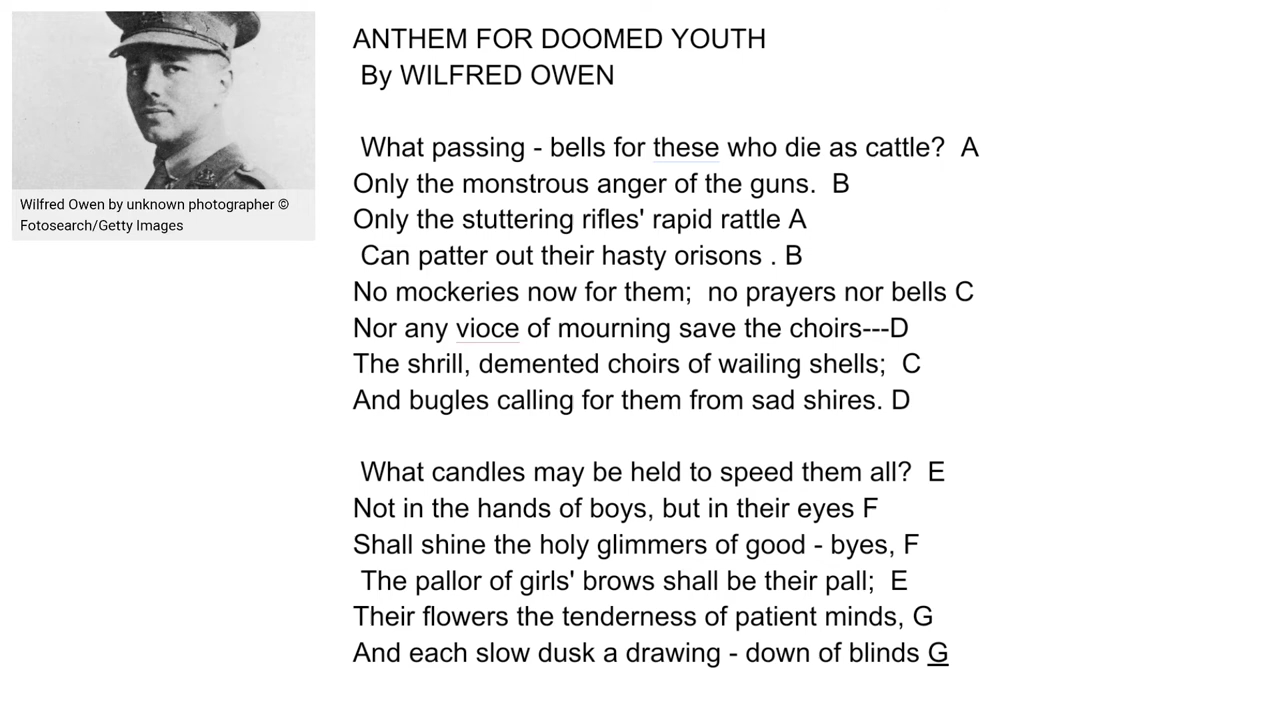 Wilfred Owen by unknown photographer ©
Fotosearch/Getty Images
ANTHEM FOR DOOMED YOUTH
By WILFRED OWEN
What passing - bells for these who die as cattle?  A
Only the monstrous anger of the guns.  B
Only the stuttering rifles' rapid rattle A
Can patter out their hasty orisons . B
No mockeries now for them;  no prayers nor bells C
Nor any vioce of mourning save the choirs---D
The shrill, demented choirs of wailing shells;  C
And bugles calling for them from sad shires. D
What candles may be held to speed them all?  E
Not in the hands of boys, but in their eyes F
Shall shine the holy glimmers of good - byes, F
The pallor of girls' brows shall be their pall;  E
Their flowers the tenderness of patient minds, G
And each slow dusk a drawing - down of blinds G